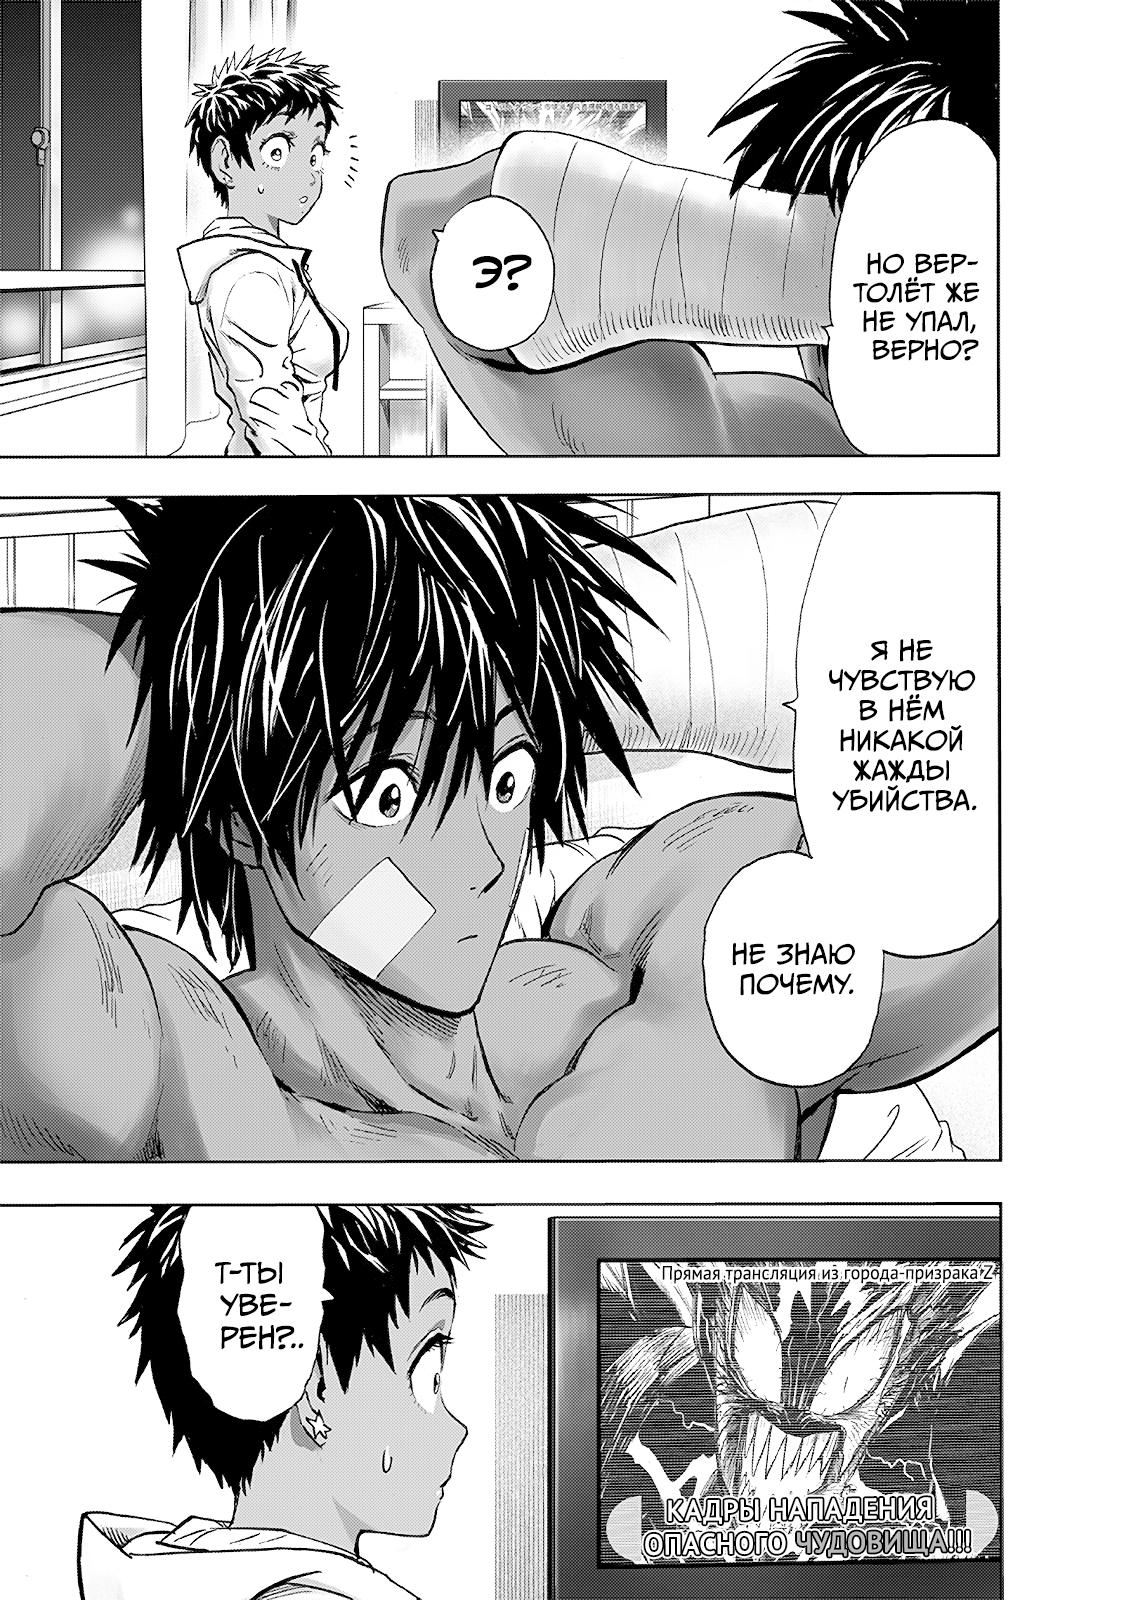 НО ВЕР-
ТОЛЁТ ЖЕ
НЕ УПАЛ,
ВЕРНО?
Э?
Я НЕ
ЧУВСТВУЮ
В НЁМ
НИКАКОЙ
ЖАЖДЫ
УБИЙСТВА.
НЕ ЗНАЮ
ПОЧЕМУ.
Т-ТЫ
УВЕ-
РЕН?..
Прямая трансляция из города-призрака Z
КАДРЫ НАПАДЕНИЯ
ОПАСНОГО ЧУДОВИЩА!!!